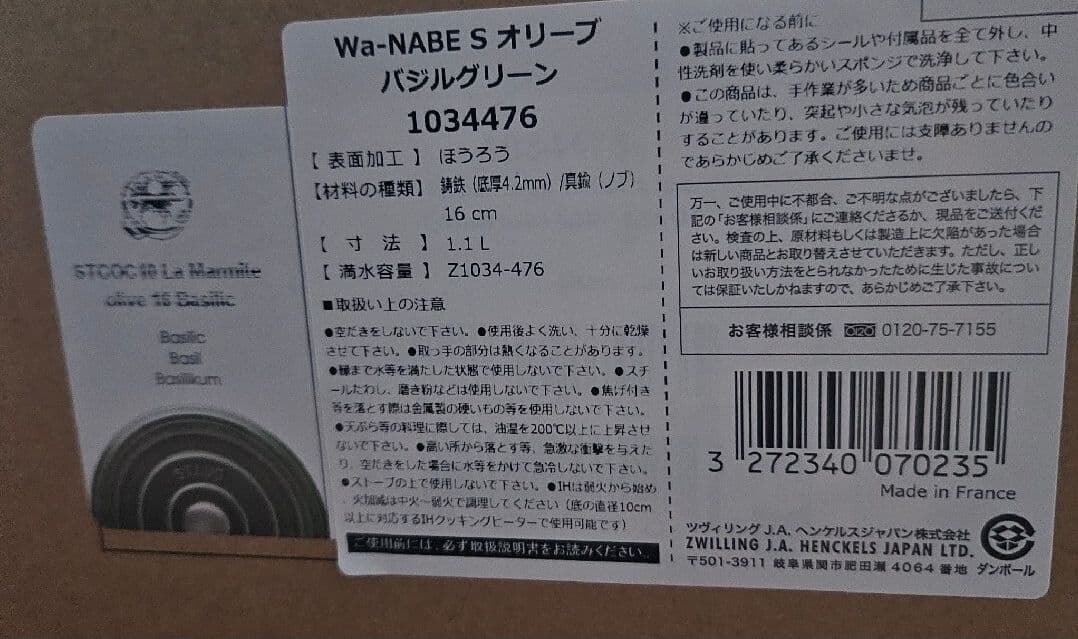 STCOC16 La Marmite
olive 16 Basilic
Basilic
Basil
Basilikum
STAUB
Wa-NABE S オリーブ
バジルグリーン
1034476
【 表面加工 】 ほうろう
【材料の種類】 鋳鉄（底厚4.2mm）/真鍮（ノブ）
16 cm
【 寸 法 】 1.1 L
【 満水容量 】 Z1034-476
■取扱い上の注意
●空だきをしないで下さい。●使用後よく洗い、十分に乾燥
させて下さい。●取っ手の部分は熱くなることがあります。
●縁まで水等を満たした状態で使用しないで下さい。●スチ
ールたわし、磨き粉などは使用しないで下さい。●焦げ付き
等を落とす際は金属製の硬いもの等を使用しないで下さい。
●天ぷら等の料理に際しては、油温を200℃以上に上昇させ
ないで下さい。●高い所から落とす等、急激な衝撃を与えた
り、空だきをした場合に水等をかけて急冷しないで下さい。
●ストーブの上で使用しないで下さい。●IHは弱火から始め
、火加減は中火～弱火で調理してください（底の直径10cm
以上に対応するIHクッキングヒーターで使用可能です）
ご使用前には、必ず取扱説明書をお読みください。
※ご使用になる前に
●製品に貼ってあるシールや付属品を全て外し、中
性洗剤を使い柔らかいスポンジで洗浄して下さい。
●この商品は、手作業が多いため商品ごとに色合い
が違っていたり、突起や小さな気泡が残っていたり
することがあります。ご使用には支障ありませんの
であらかじめご了承くださいませ。
万一、ご使用中に不都合、ご不明な点がございましたら、下
記の「お客様相談係」にご連絡くださるか、現品をご送付くだ
さい。検査の上、原材料もしくは製造上に欠陥があった場合
は新しい商品とお取り替えさせていただきます。ただし、正し
いお取り扱い方法をとられなかったために生じた事故につい
ては保証いたしかねますので、あらかじめご了承下さい。
お客様相談係 0120-75-7155
3 272340 070235
Made in France
ツヴィリング J.A. ヘンケルスジャパン株式会社
ZWILLING J.A. HENCKELS JAPAN LTD.
〒501-3911 岐阜県関市肥田瀬 4064 番地 ダンボール